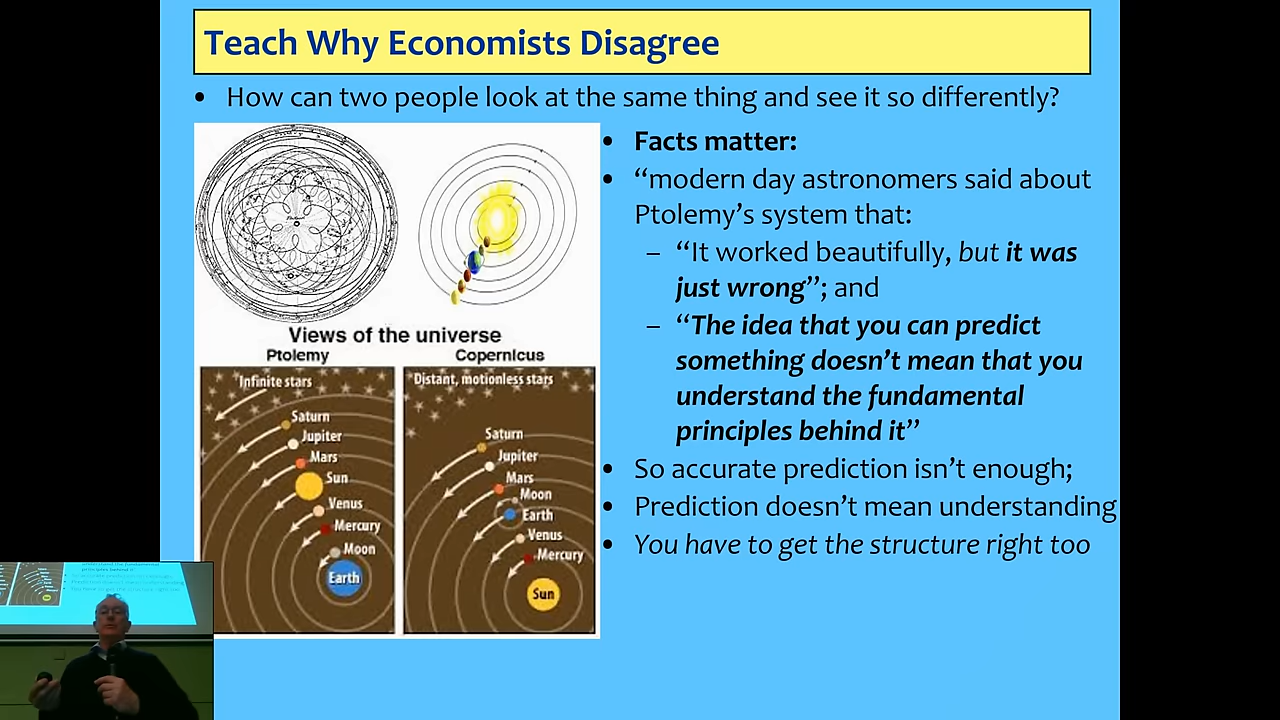 Teach Why Economists Disagree
• How can two people look at the same thing and see it so differently?
Views of the universe
Ptolemy
Infinite stars
Saturn
Jupiter
Mars
Sun
Venus
Mercury
Moon
Earth
Copernicus
Distant, motionless stars
Saturn
Jupiter
Mars
Moon
Earth
Venus
Mercury
Sun
• Facts matter:
• “modern day astronomers said about
Ptolemy’s system that:
– “It worked beautifully, but it was
just wrong”; and
– “The idea that you can predict
something doesn’t mean that you
understand the fundamental
principles behind it”
• So accurate prediction isn’t enough;
• Prediction doesn’t mean understanding
• You have to get the structure right too